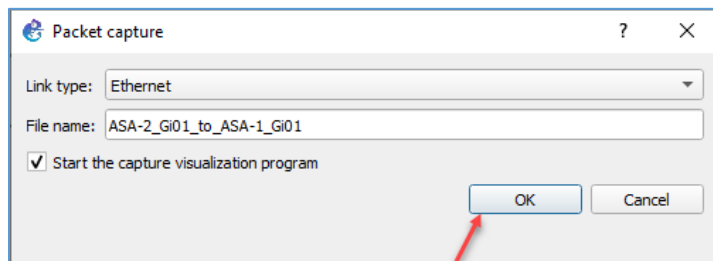 Packet capture
?
Link type: Ethernet
File name: ASA-2_Gi01_to_ASA-1_Gi01
Start the capture visualization program
OK Cancel